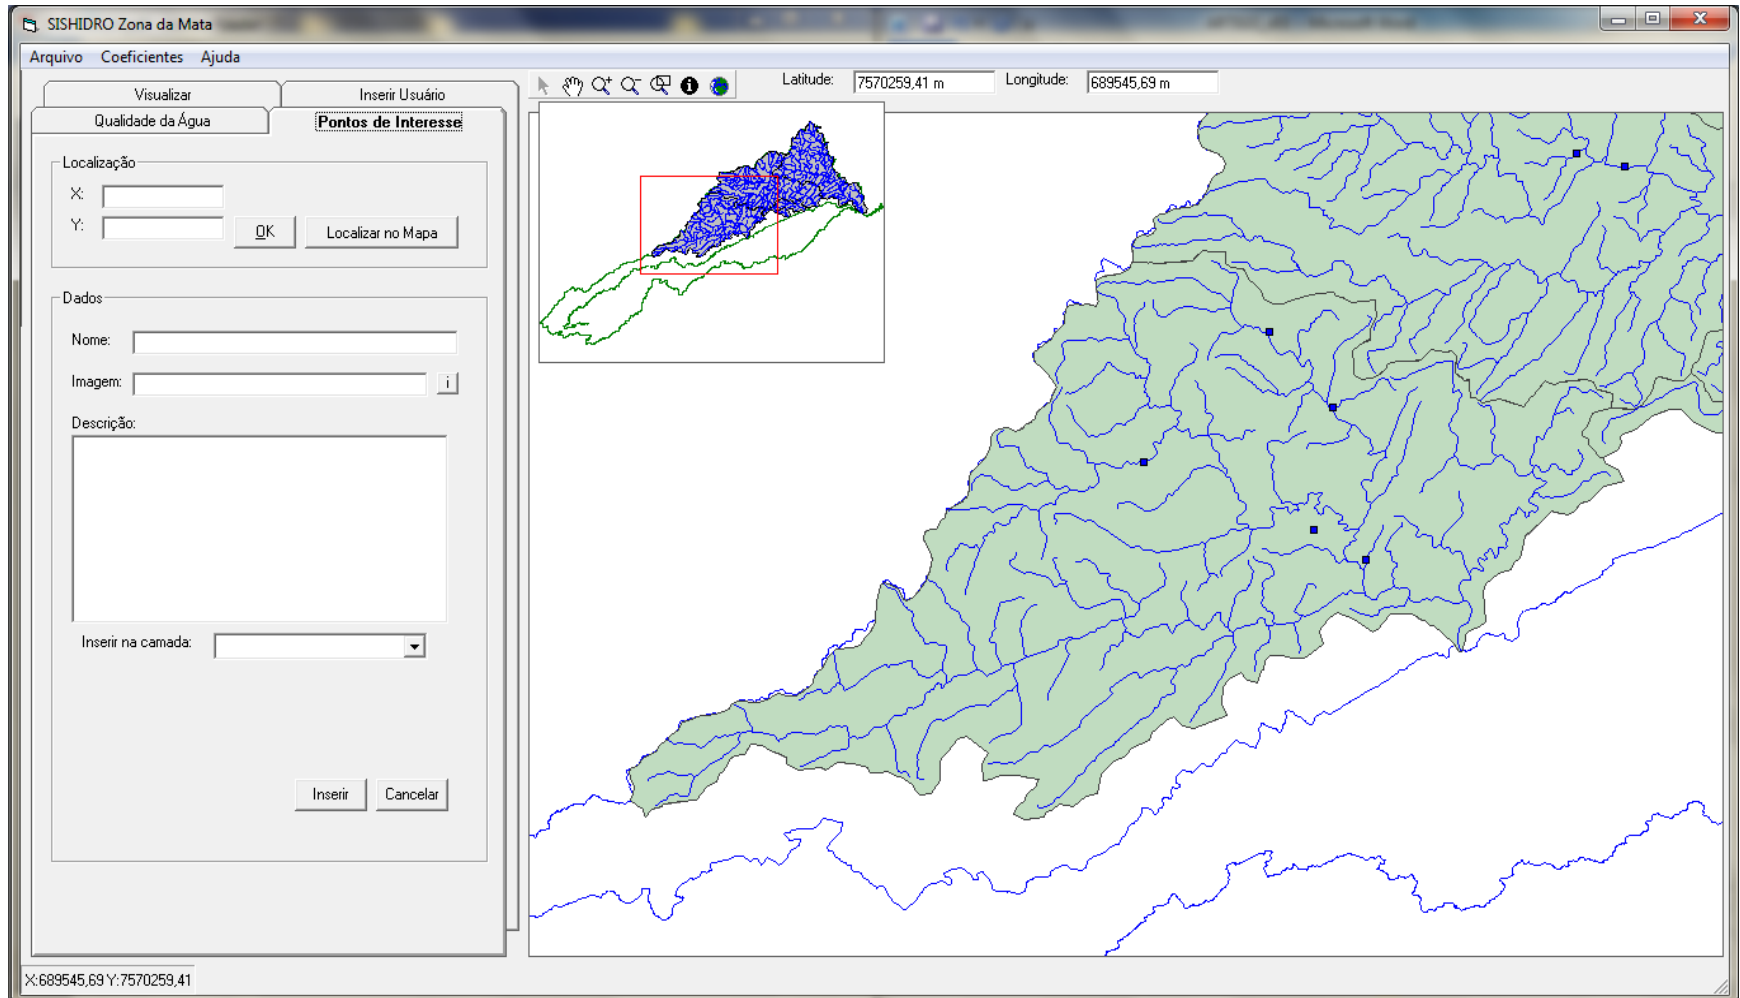 SISHIDRO Zona da Mata
Arquivo Coeficientes Ajuda
Visualizar Inserir Usuário
Qualidade da Água Pontos de Interesse
Latitude: 7570259,41 m Longitude: 689545,69 m
Localização
X:
Y:
OK Localizar no Mapa
Dados
Nome:
Imagem: i
Descrição:
Inserir na camada:
Inserir Cancelar
X:689545,69 Y:7570259,41